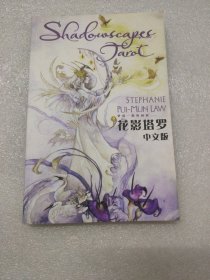 Shadowscapes
Tarot
STEPHANIE
PUI-MUN LAW
花影塔罗
中文版